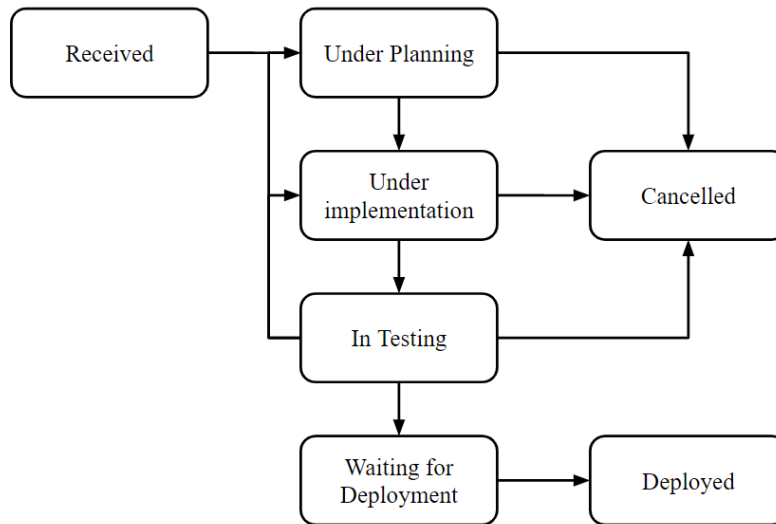 Received
Under Planning
Under
implementation
Cancelled
In Testing
Waiting for
Deployment
Deployed